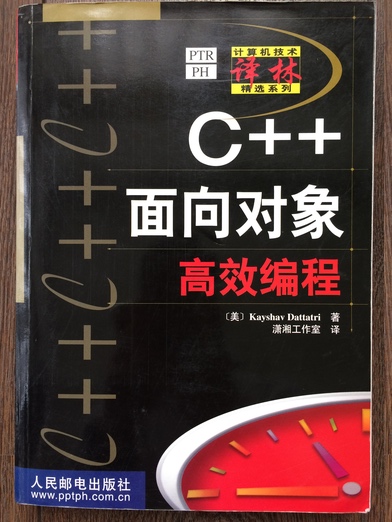 PTR
PH
计算机技术
译林
精选系列
C++
面向对象
高效编程
〔美〕Kayshav Dattatri 著
潇湘工作室 译
C++C++C++C++
人民邮电出版社
www.pptph.com.cn